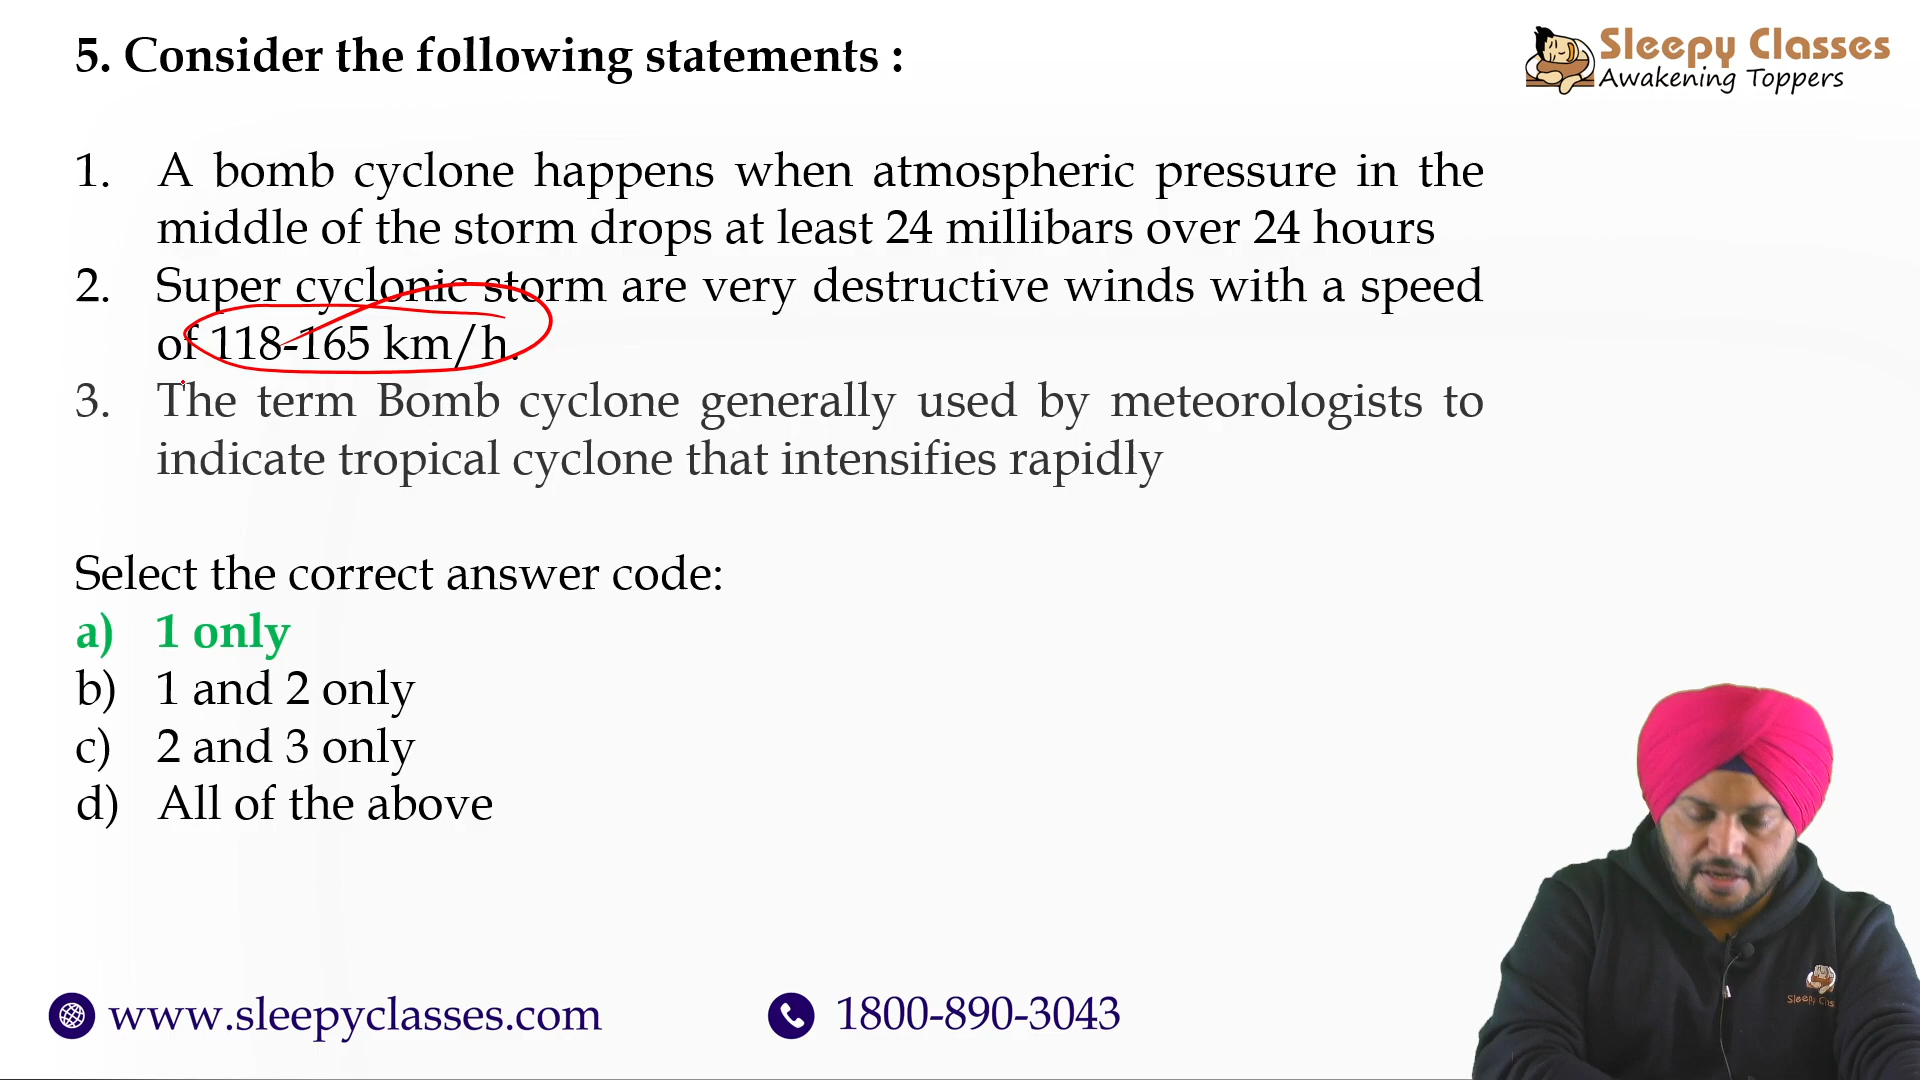 5. Consider the following statements :
Sleepy Classes
Awakening Toppers
1. A bomb cyclone happens when atmospheric pressure in the
middle of the storm drops at least 24 millibars over 24 hours
2. Super cyclonic storm are very destructive winds with a speed
of 118-165 km/h.
3. The term Bomb cyclone generally used by meteorologists to
indicate tropical cyclone that intensifies rapidly
Select the correct answer code:
a) 1 only
b) 1 and 2 only
c) 2 and 3 only
d) All of the above
www.sleepyclasses.com
1800-890-3043